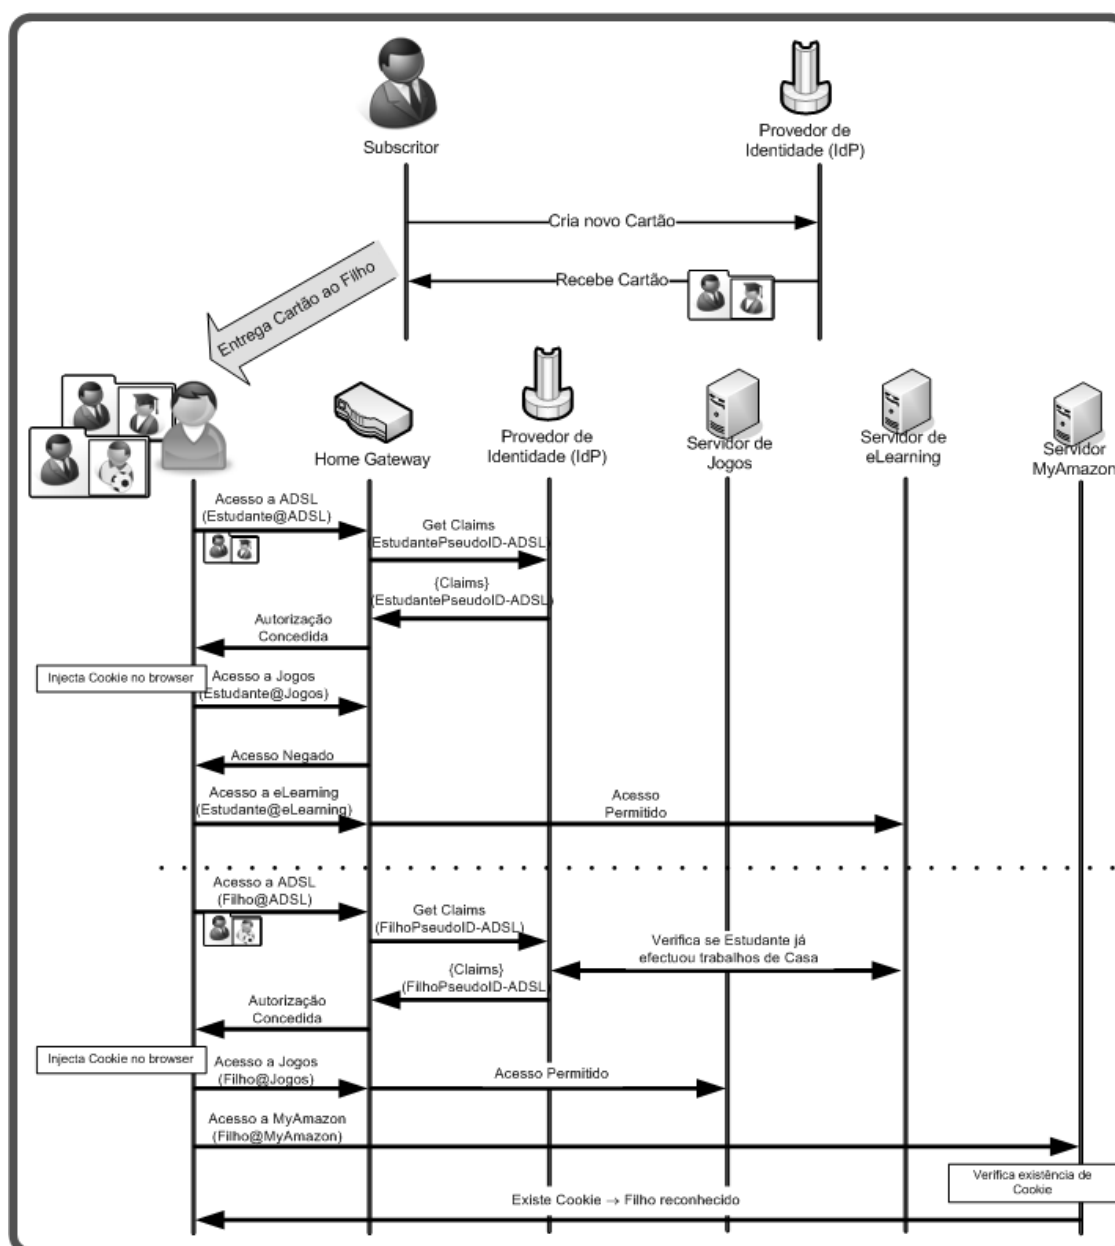 Subscritor
Provedor de
Identidade (IdP)
Cria novo Cartão
Recebe Cartão
Entrega Cartão ao Filho
Home Gateway
Provedor de
Identidade (IdP)
Servidor de
Jogos
Servidor de
eLearning
Servidor
MyAmazon
Acesso a ADSL
(Estudante@ADSL)
Get Claims
(EstudantePseudoID-ADSL)
{Claims}
(EstudantePseudoID-ADSL)
Autorização
Concedida
Injecta Cookie no browser
Acesso a Jogos
(Estudante@Jogos)
Acesso Negado
Acesso a eLearning
(Estudante@eLearning)
Acesso
Permitido
Acesso a ADSL
(Filho@ADSL)
Get Claims
(FilhoPseudoID-ADSL)
Verifica se Estudante já
efectuou trabalhos de Casa
{Claims}
(FilhoPseudoID-ADSL)
Autorização
Concedida
Injecta Cookie no browser
Acesso a Jogos
(Filho@Jogos)
Acesso Permitido
Acesso a MyAmazon
(Filho@MyAmazon)
Verifica existência de
Cookie
Existe Cookie → Filho reconhecido